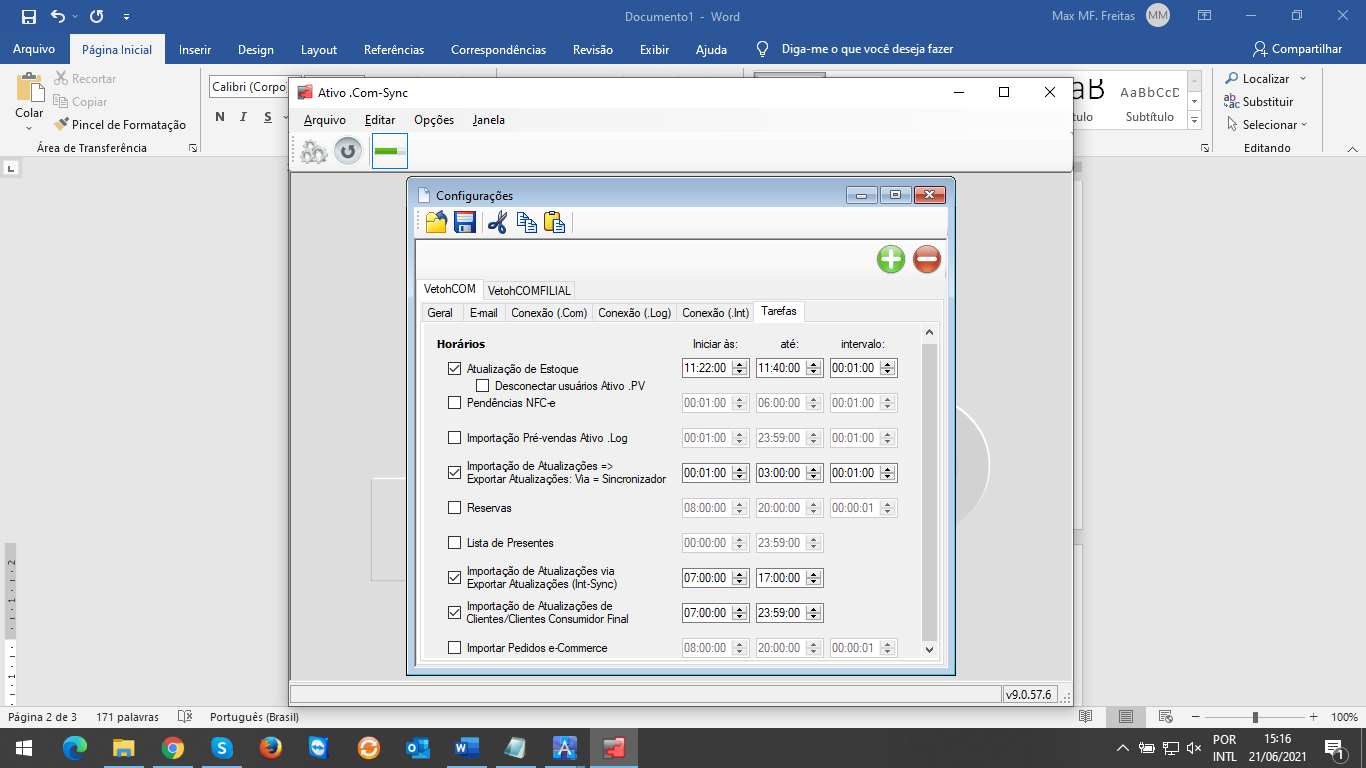 Documento1 - Word
Max MF. Freitas
MM
Arquivo
Página Inicial
Inserir
Design
Layout
Referências
Correspondências
Revisão
Exibir
Ajuda
Diga-me o que você deseja fazer
Compartilhar
Colar
Recortar
Copiar
Pincel de Formatação
Área de Transferência
Calibri (Corpo)
N I S
AaBbCcD
Subtítulo
Localizar
Substituir
Selecionar
Editando
Ativo .Com-Sync
Arquivo
Editar
Opções
Janela
Configurações
VetohCOM
VetohCOMFILIAL
Geral
E-mail
Conexão (.Com)
Conexão (.Log)
Conexão (.Int)
Tarefas
Horários
Iniciar às:
até:
intervalo:
Atualização de Estoque
11:22:00
11:40:00
00:01:00
Desconectar usuários Ativo .PV
Pendências NFC-e
00:01:00
06:00:00
00:01:00
Importação Pré-vendas Ativo .Log
00:01:00
23:59:00
00:01:00
Importação de Atualizações =>
Exportar Atualizações: Via = Sincronizador
00:01:00
03:00:00
00:01:00
Reservas
08:00:00
20:00:00
00:00:01
Lista de Presentes
00:00:00
23:59:00
Importação de Atualizações via
Exportar Atualizações (Int-Sync)
07:00:00
17:00:00
Importação de Atualizações de
Clientes/Clientes Consumidor Final
07:00:00
23:59:00
Importar Pedidos e-Commerce
08:00:00
20:00:00
00:00:01
v9.0.57.6
Página 2 de 3
171 palavras
Português (Brasil)
100%
POR
INTL
15:16
21/06/2021
1